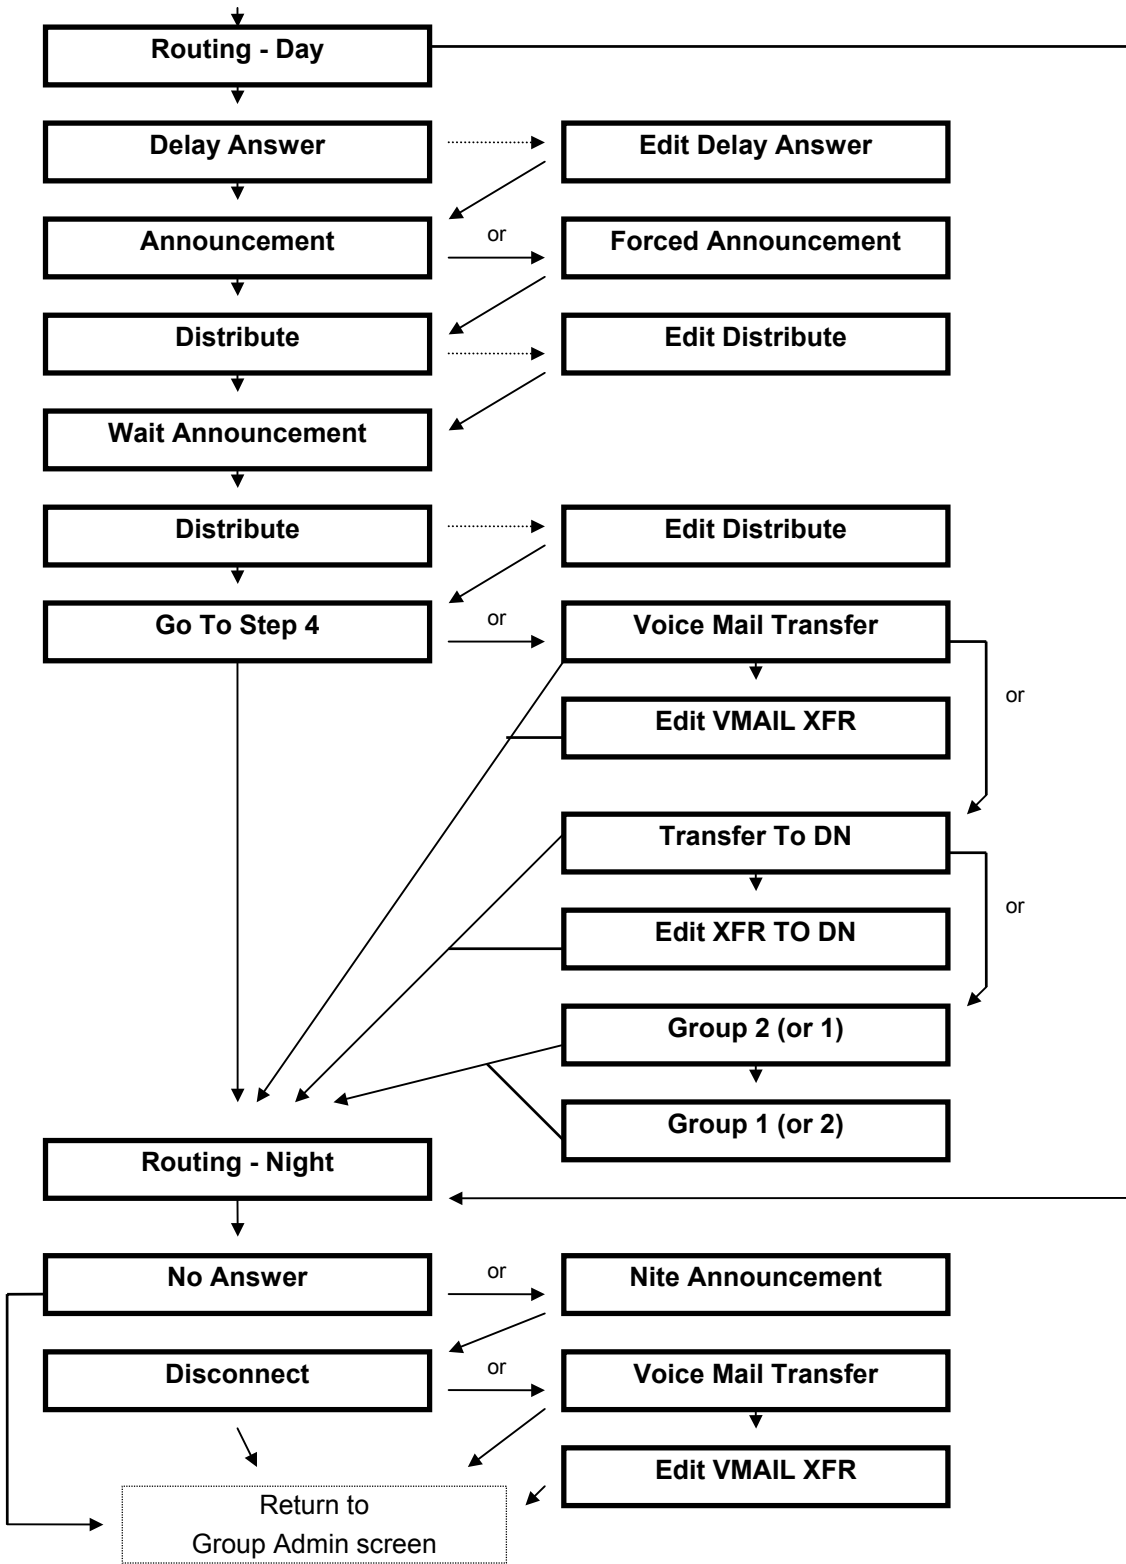 Routing - Day
Delay Answer
Edit Delay Answer
Announcement
or
Forced Announcement
Distribute
Edit Distribute
Wait Announcement
Distribute
Edit Distribute
Go To Step 4
or
Voice Mail Transfer
or
Edit VMAIL XFR
Transfer To DN
or
Edit XFR TO DN
Group 2 (or 1)
Group 1 (or 2)
Routing - Night
No Answer
or
Nite Announcement
Disconnect
or
Voice Mail Transfer
Edit VMAIL XFR
Return to
Group Admin screen